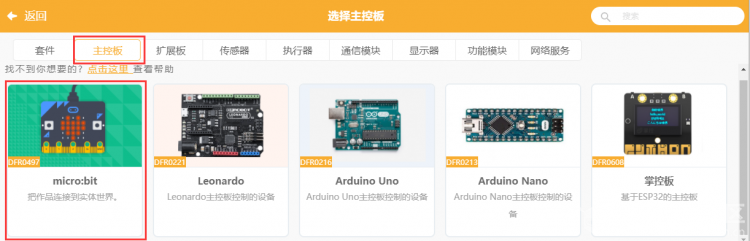 返回
选择主控板
搜索
套件 主控板 扩展板 传感器 执行器 通信模块 显示器 功能模块 网络服务
找不到你想要的？点击这里 查看帮助
DFR0497
micro:bit
把作品连接到实体世界。
DFR0221
Leonardo
Leonardo主控板控制的设备
DFR0216
Arduino Uno
Arduino Uno主控板控制的设备
DFR0213
Arduino Nano
Arduino Nano主控板控制的设
备
DFR0608
掌控板
基于ESP32的主控板